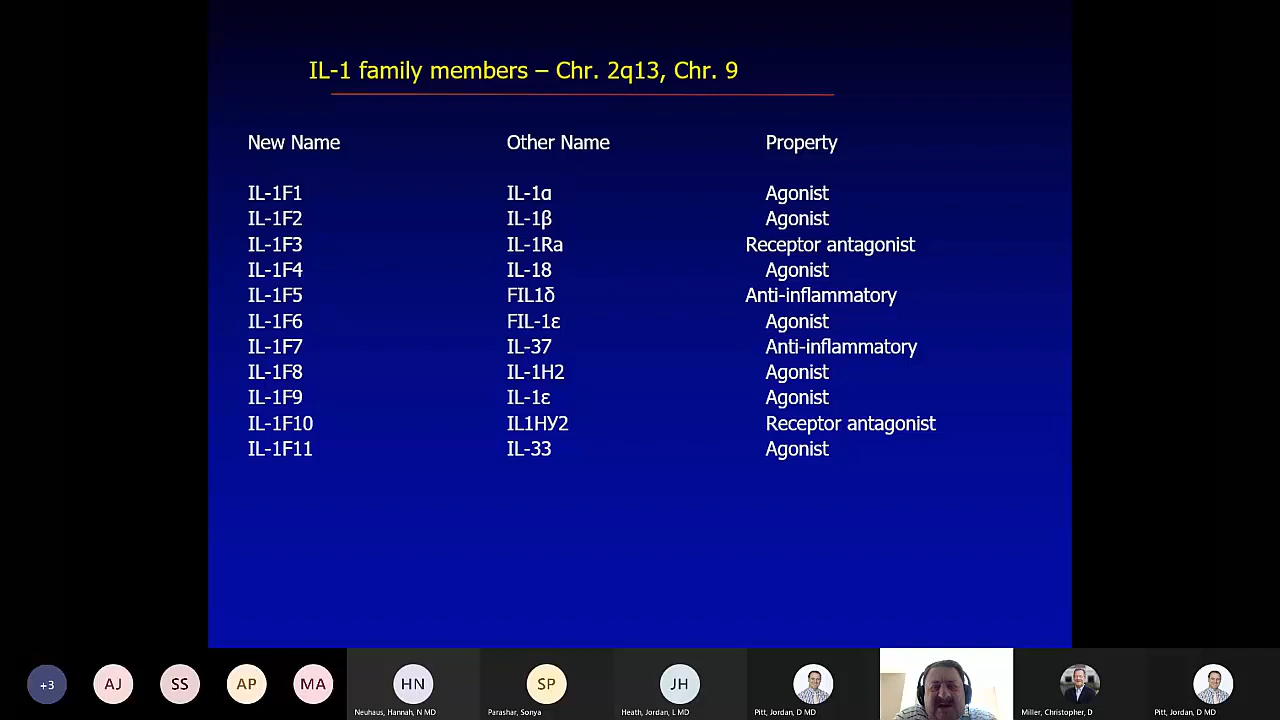 IL-1 family members – Chr. 2q13, Chr. 9
New Name Other Name Property
IL-1F1 IL-1α Agonist
IL-1F2 IL-1β Agonist
IL-1F3 IL-1Ra Receptor antagonist
IL-1F4 IL-18 Agonist
IL-1F5 FIL1δ Anti-inflammatory
IL-1F6 FIL-1ε Agonist
IL-1F7 IL-37 Anti-inflammatory
IL-1F8 IL-1H2 Agonist
IL-1F9 IL-1ε Agonist
IL-1F10 IL1HУ2 Receptor antagonist
IL-1F11 IL-33 Agonist
+3 AJ SS AP MA HN SP JH
Neuhaus, Hannah, N MD Parashar, Sonya Heath, Jordan, L MD Pitt, Jordan, D MD Miller, Christopher, D Pitt, Jordan, D MD